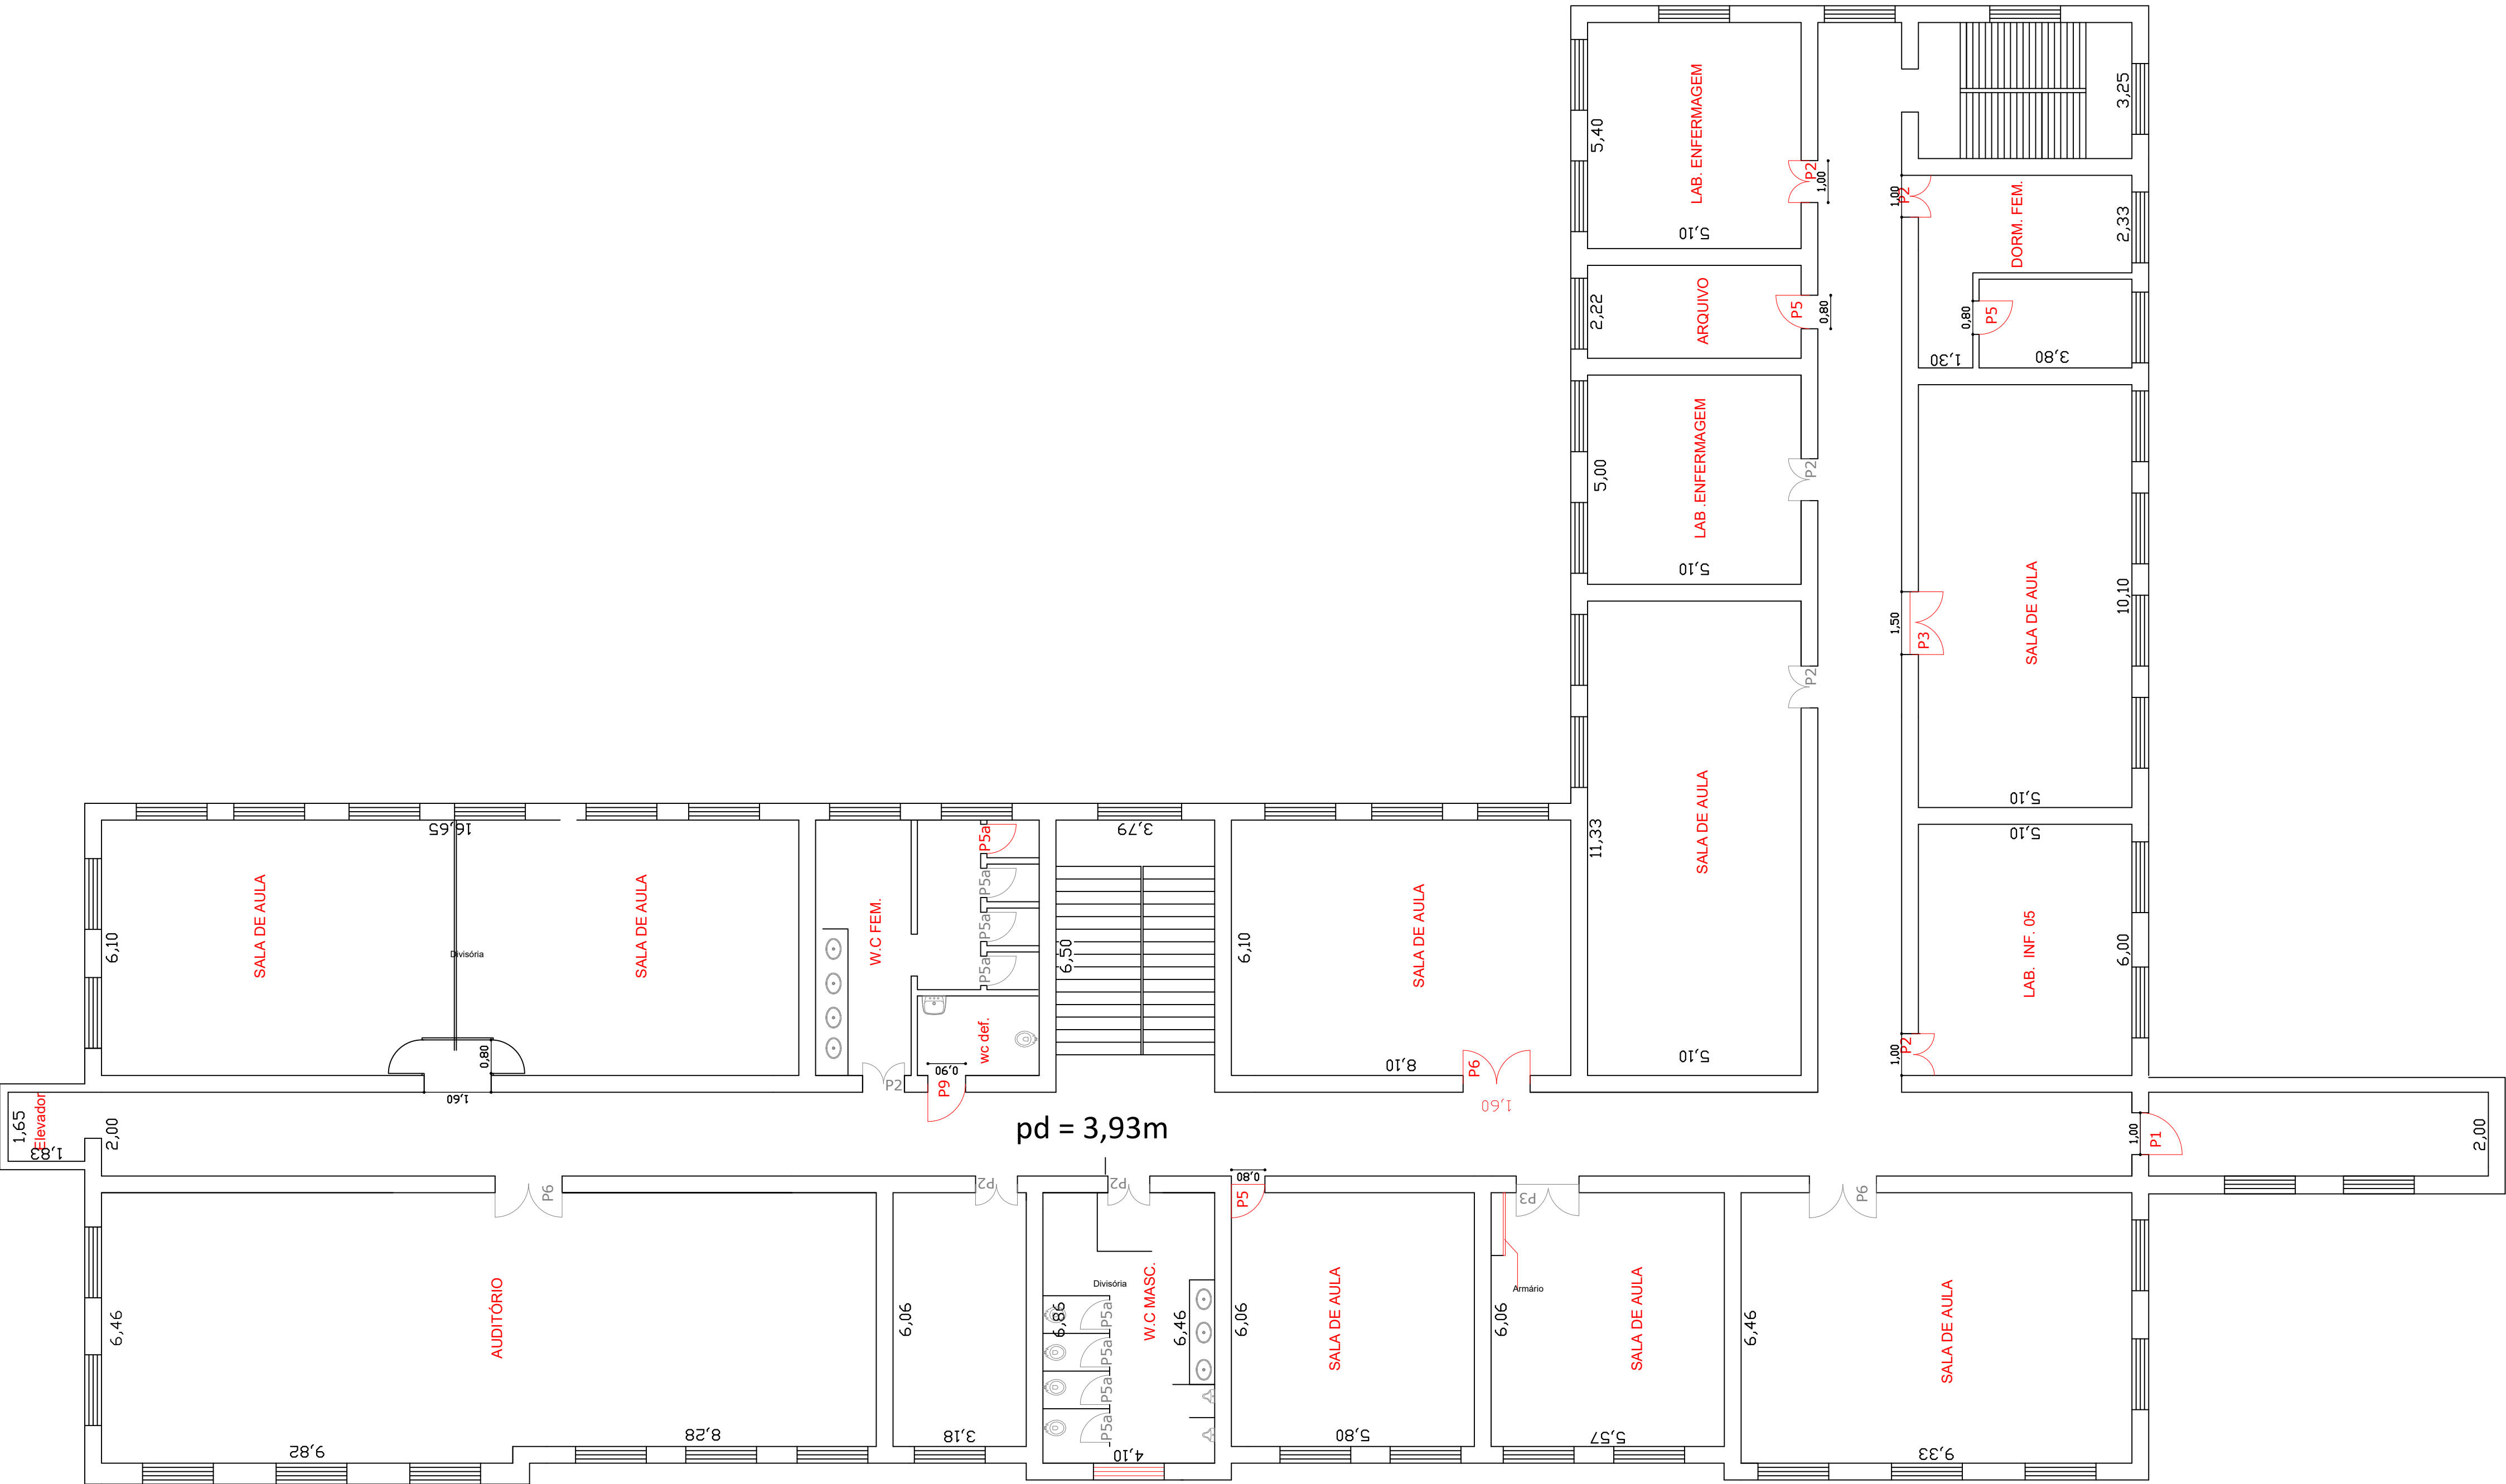 LAB. ENFERMAGEM
5,40
5,10
P2
1,00
3,25
1,00
P2
DORM. FEM.
2,33
2,22
ARQUIVO
P5
0,80
0,80
P5
1,30
3,80
5,00
LAB .ENFERMAGEM
P2
5,10
SALA DE AULA
10,10
1,50
P3
5,10
P2
11,33
SALA DE AULA
5,10
5,10
LAB.  INF. 05
6,00
1,00
P2
16,65
6,10
SALA DE AULA
Divisória
SALA DE AULA
0,80
1,60
W.C FEM.
P5a
P5a
P5a
P5a
wc def.
P2
0,90
P9
3,79
6,50
6,10
SALA DE AULA
8,10
P6
1,60
1,65
Elevador
1,83
2,00
pd = 3,93m
1,00
P1
2,00
P6
6,46
AUDITÓRIO
9,82
8,28
P2
6,06
3,18
P2
Divisória
6,86
W.C MASC.
6,46
P5a
P5a
P5a
P5a
4,10
0,80
P5
6,06
SALA DE AULA
5,80
P3
Armário
6,06
SALA DE AULA
5,57
P6
6,46
SALA DE AULA
9,33